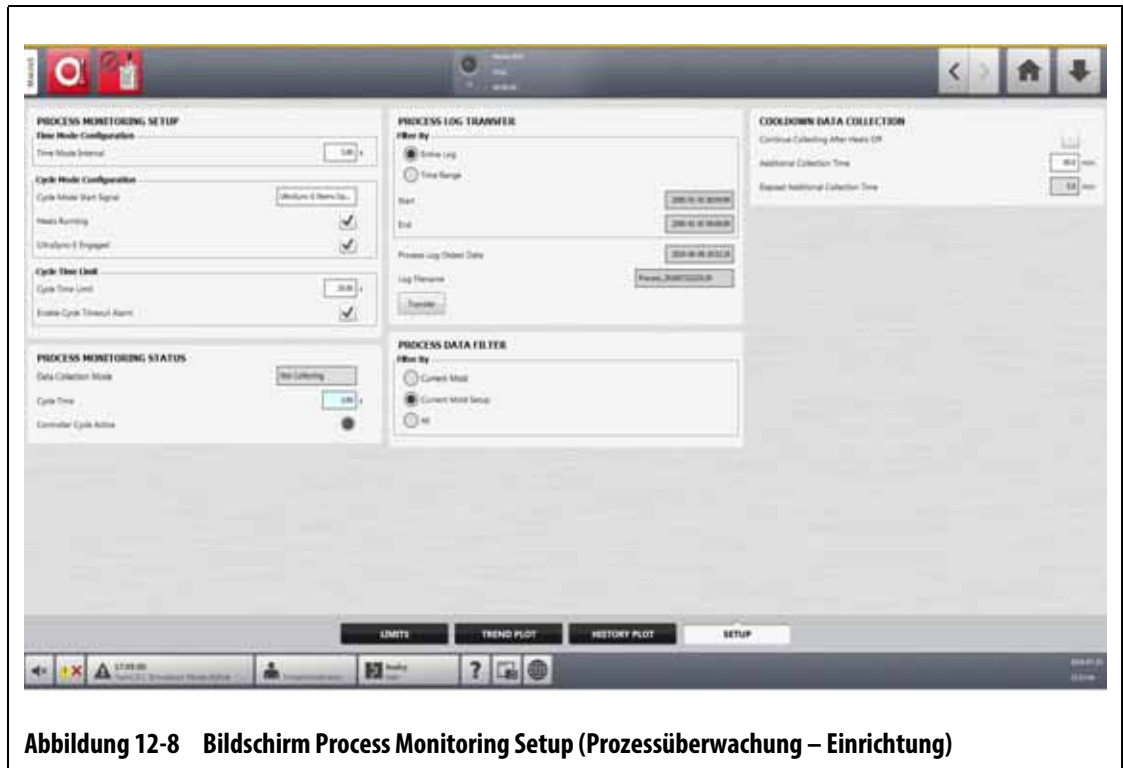 PROCESS MONITORING SETUP
Time Mode Configuration
Time Mode Interval
Cycle Mode Configuration
Cycle Mode Start Signal
Heats Running
UltraSync-E Engaged
Cycle Time Limit
Cycle Time Limit
Enable Cycle Timeout Alarm
PROCESS MONITORING STATUS
Data Collection Mode
Not Collecting
Cycle Time
Controller Cycle Active
PROCESS LOG TRANSFER
Filter By
Entire Log
Time Range
Start
End
Process Log Oldest Date
Log Filename
Transfer
PROCESS DATA FILTER
Filter By
Current Mold
Current Mold Setup
All
COOLDOWN DATA COLLECTION
Continue Collecting After Heats Off
Additional Collection Time
min
Elapsed Additional Collection Time
min
LIMITS
TREND PLOT
HISTORY PLOT
SETUP
Abbildung 12-8 Bildschirm Process Monitoring Setup (Prozessüberwachung – Einrichtung)